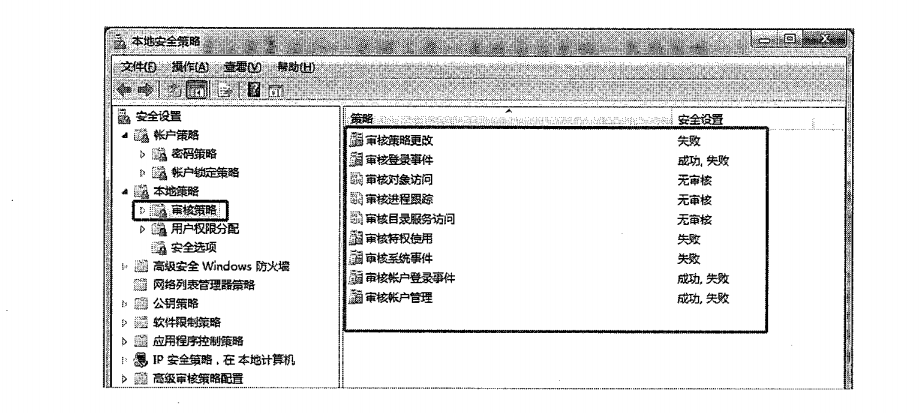 本地安全策略
文件(F) 操作(A) 查看(V) 帮助(H)
安全设置
帐户策略
密码策略
帐户锁定策略
本地策略
审核策略
用户权限分配
安全选项
高级安全 Windows 防火墙
网络列表管理器策略
公钥策略
软件限制策略
应用程序控制策略
IP 安全策略，在 本地计算机
高级审核策略配置
策略 安全设置
审核策略更改 失败
审核登录事件 成功, 失败
审核对象访问 无审核
审核进程跟踪 无审核
审核目录服务访问 无审核
审核特权使用 失败
审核系统事件 失败
审核帐户登录事件 成功, 失败
审核帐户管理 成功, 失败